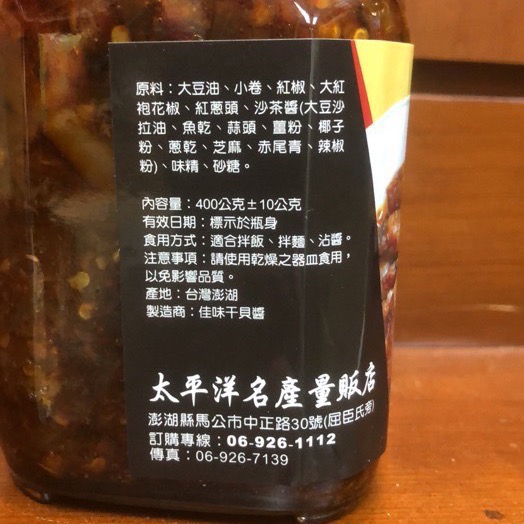 原料：大豆油、小卷、紅椒、大紅
袍花椒、紅蔥頭、沙茶醬(大豆沙
拉油、魚乾、蒜頭、薑粉、椰子
粉、蔥乾、芝麻、赤尾青、辣椒
粉)、味精、砂糖。
內容量：400公克±10公克
有效日期：標示於瓶身
食用方式：適合拌飯、拌麵、沾醬。
注意事項：請使用乾燥之器皿食用，
以免影響品質。
產地：台灣澎湖
製造商：佳味干貝醬
太平洋名產量販店
澎湖縣馬公市中正路30號(屈臣氏旁)
訂購專線：06-926-1112
傳真：06-926-7139